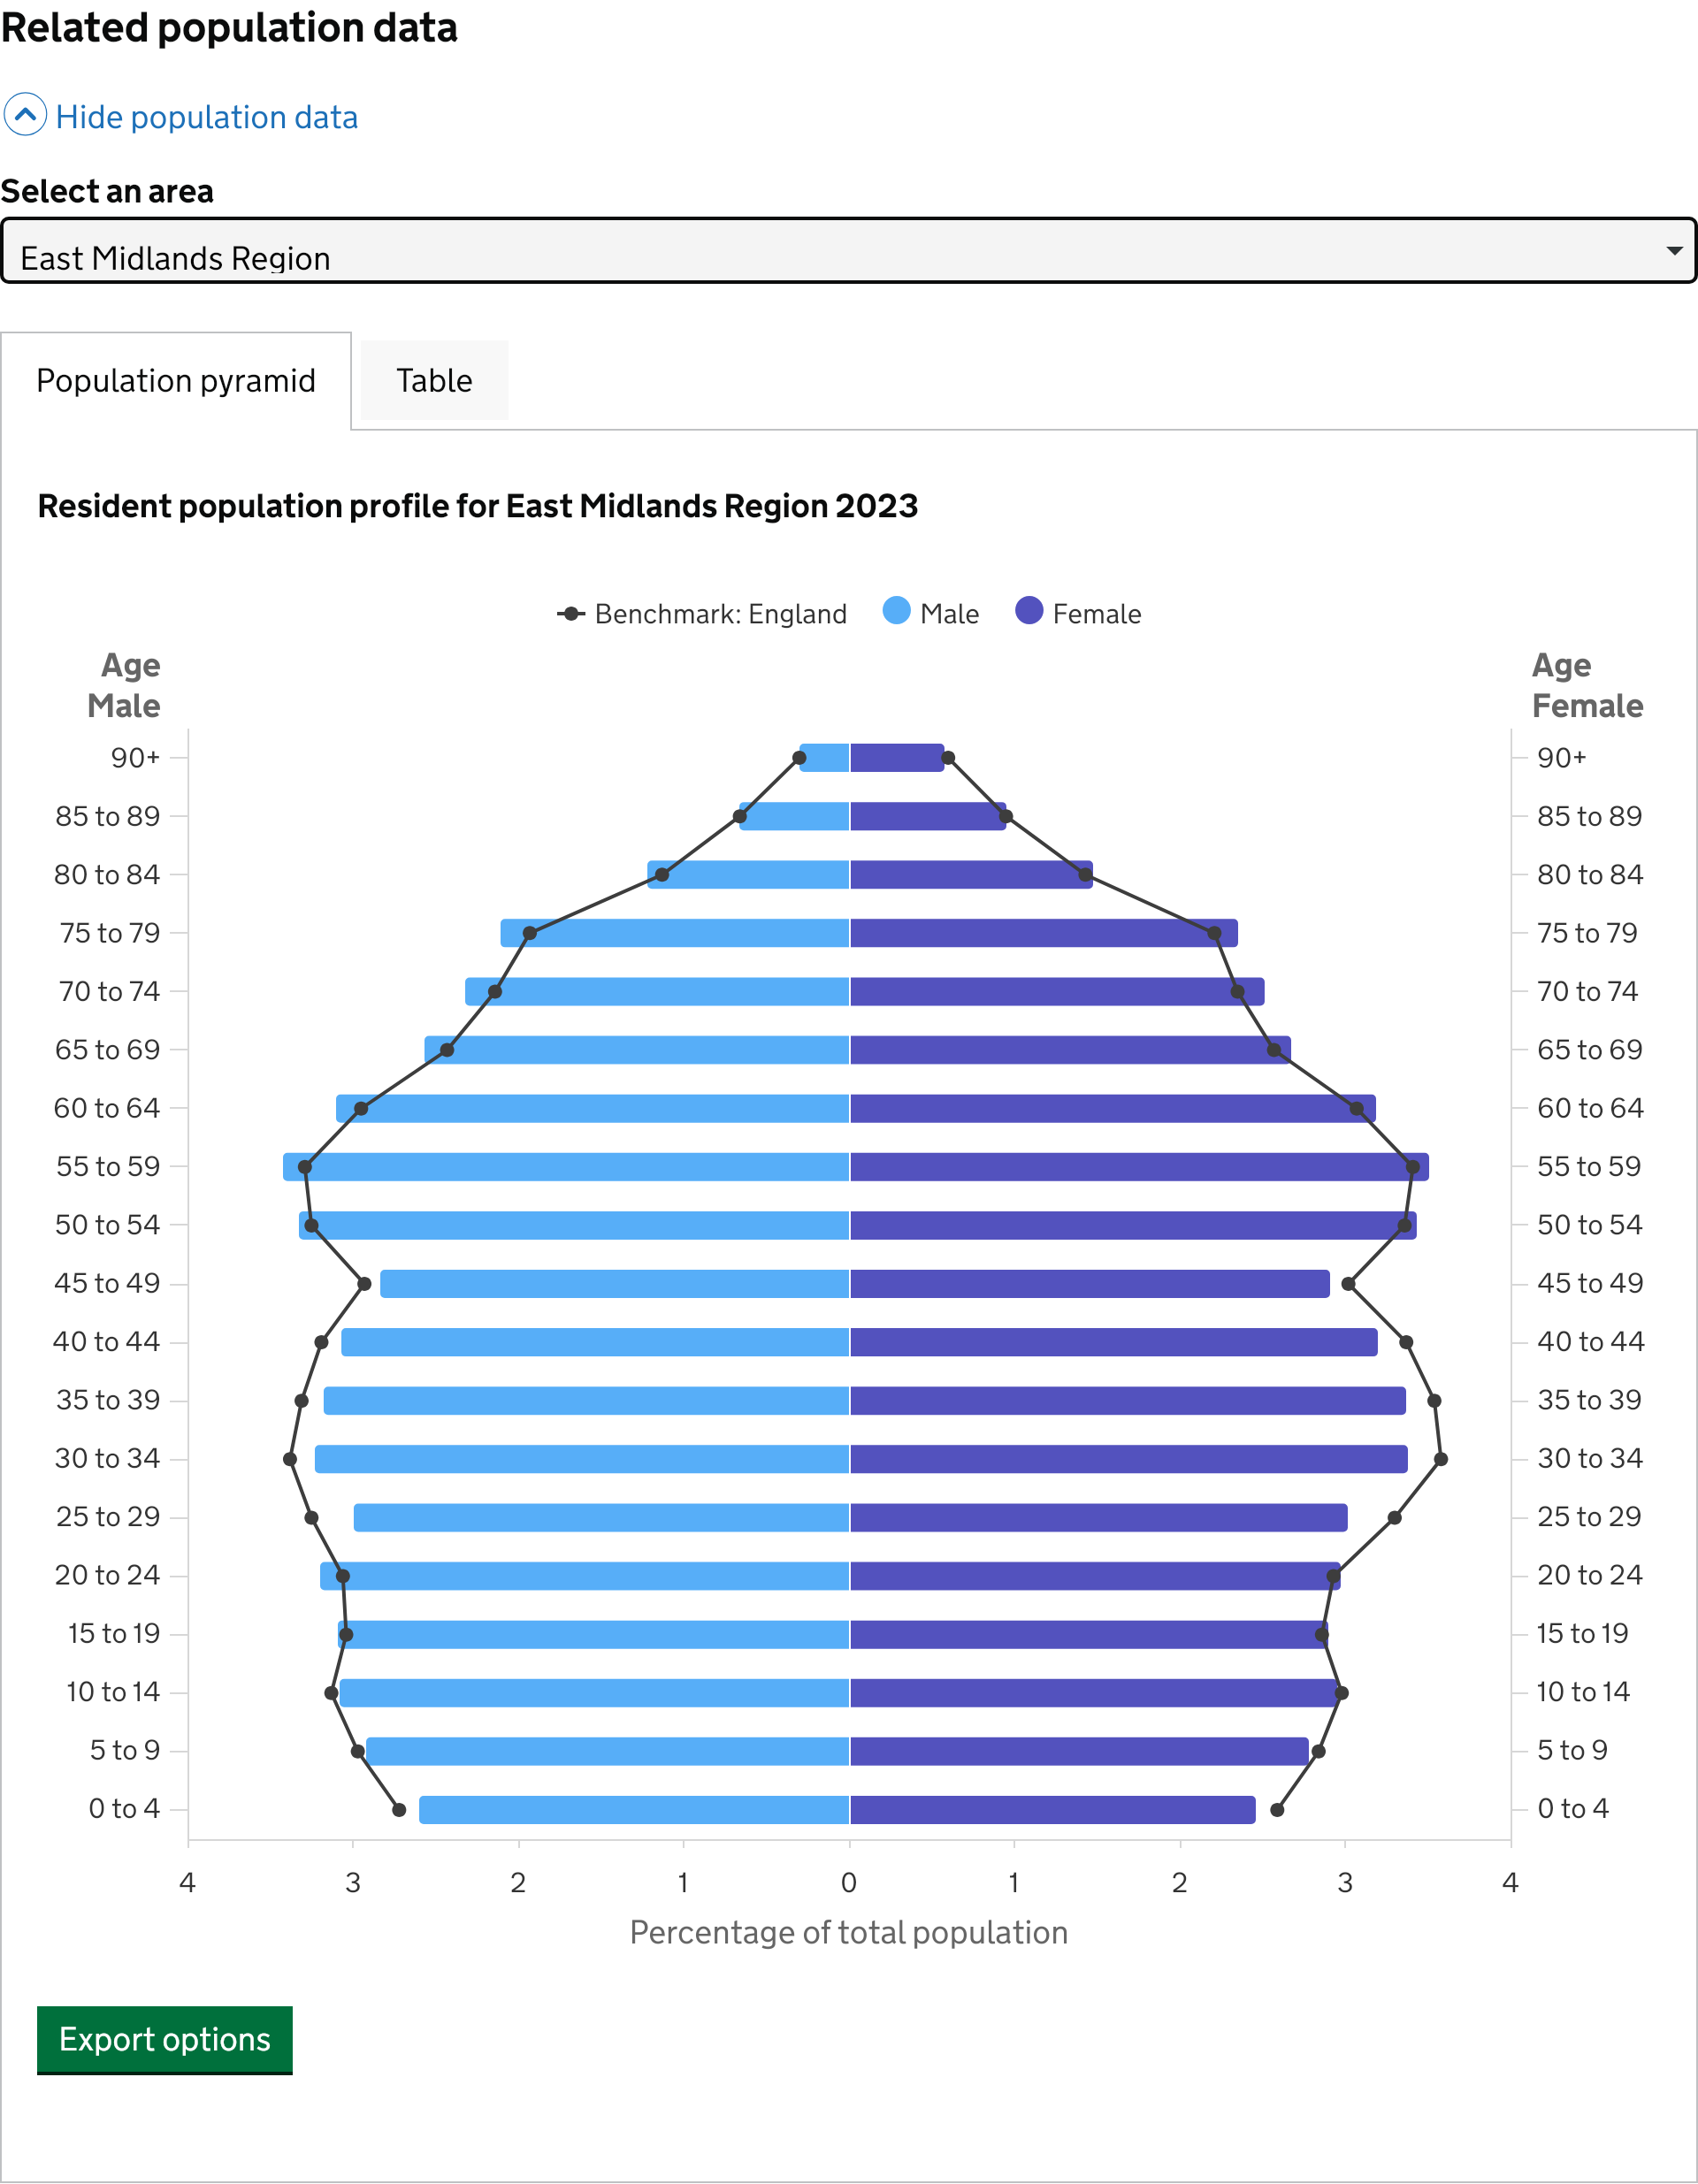 Related population data
Hide population data
Select an area
East Midlands Region
Population pyramid Table
Resident population profile for East Midlands Region 2023
Benchmark: England Male Female
Age Age
Male Female
90+ 90+
85 to 89 85 to 89
80 to 84 80 to 84
75 to 79 75 to 79
70 to 74 70 to 74
65 to 69 65 to 69
60 to 64 60 to 64
55 to 59 55 to 59
50 to 54 50 to 54
45 to 49 45 to 49
40 to 44 40 to 44
35 to 39 35 to 39
30 to 34 30 to 34
25 to 29 25 to 29
20 to 24 20 to 24
15 to 19 15 to 19
10 to 14 10 to 14
5 to 9 5 to 9
0 to 4 0 to 4
4 3 2 1 0 1 2 3 4
Percentage of total population
Export options